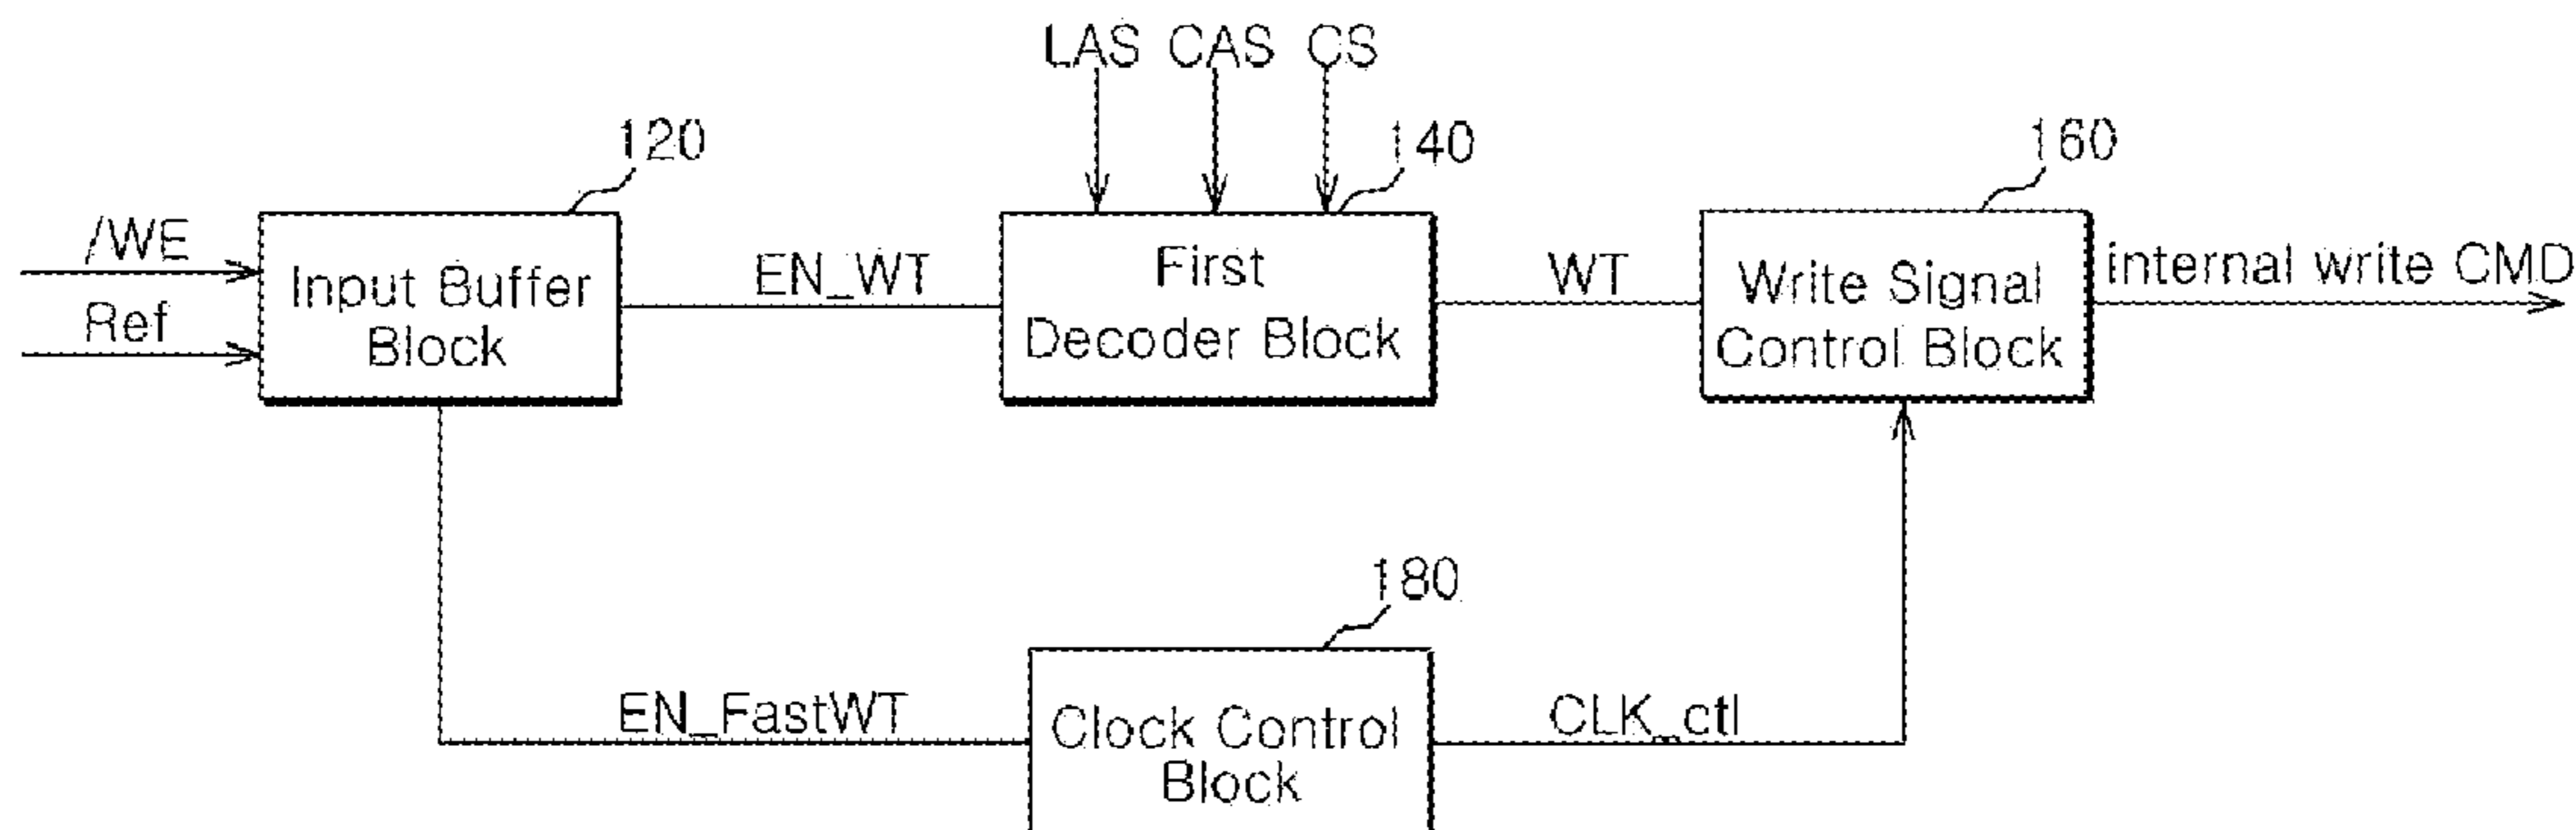 LAS CAS CS
120
140
160
/WE
Ref
Input Buffer
Block
EN_WT
First
Decoder Block
WT
Write Signal
Control Block
internal write CMD
180
EN_FastWT
Clock Control
Block
CLK_ctl